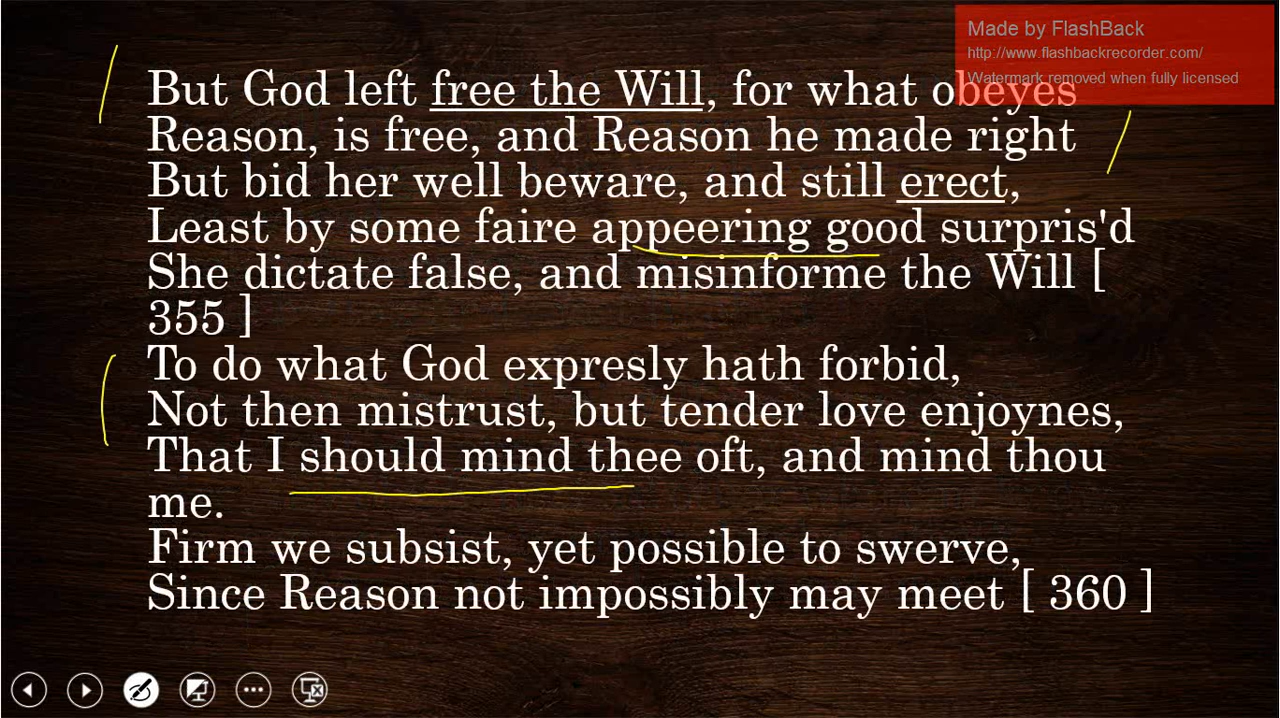 Made by FlashBack
http://www.flashbackrecorder.com/
Watermark removed when fully licensed
But God left free the Will, for what obeyes
Reason, is free, and Reason he made right
But bid her well beware, and still erect,
Least by some faire appeering good surpris'd
She dictate false, and misinforme the Will [
355 ]
To do what God expresly hath forbid,
Not then mistrust, but tender love enjoynes,
That I should mind thee oft, and mind thou
me.
Firm we subsist, yet possible to swerve,
Since Reason not impossibly may meet [ 360 ]